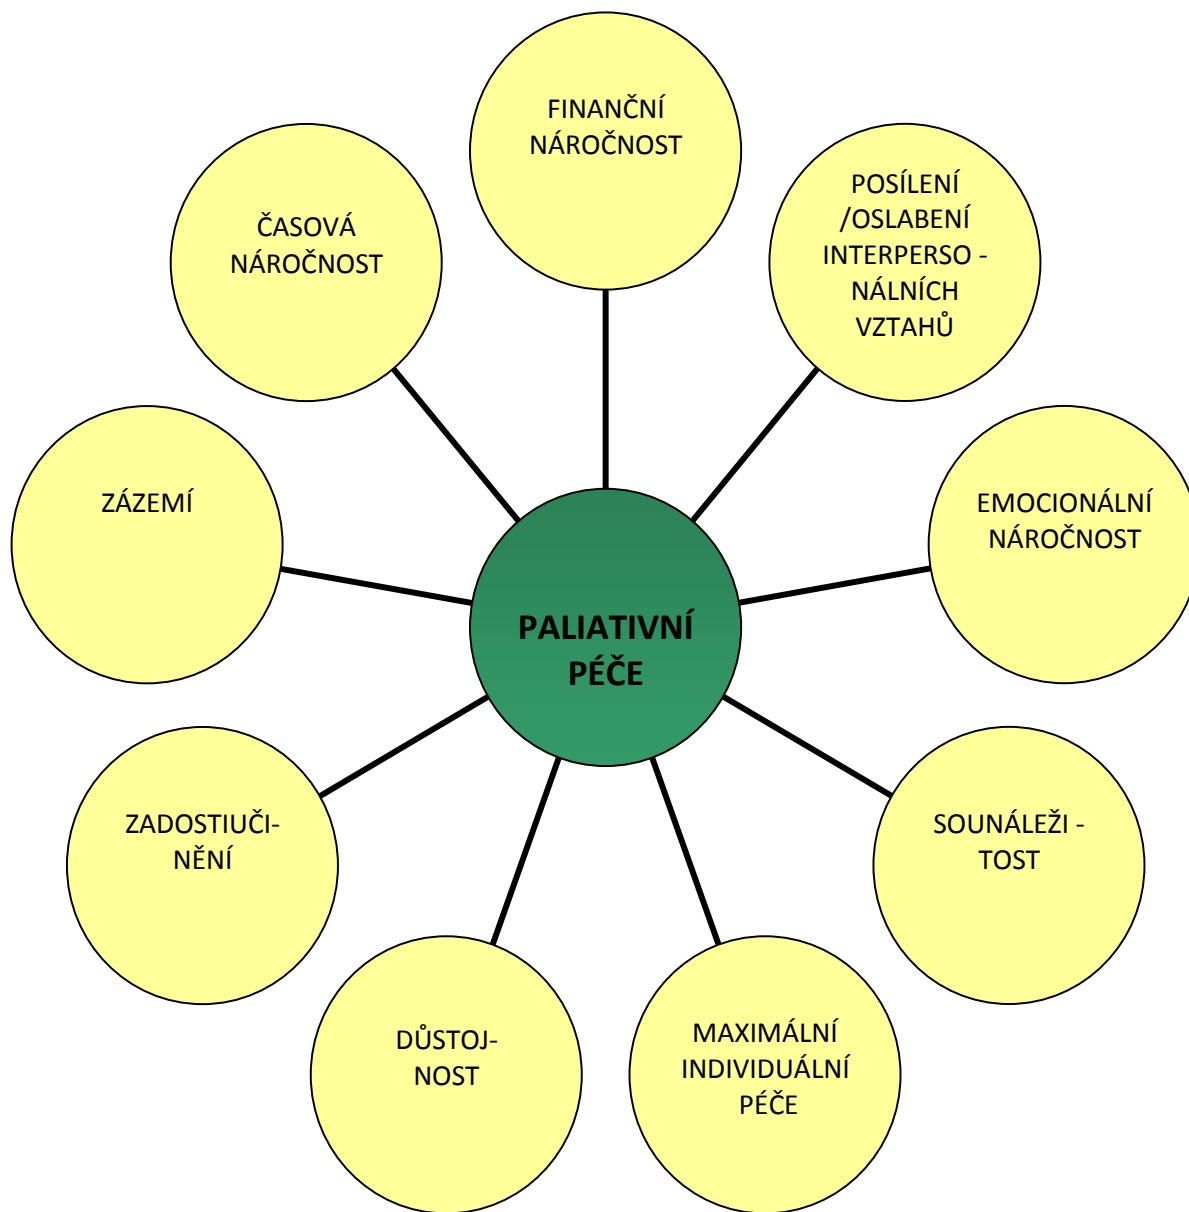 FINANČNÍ
NÁROČNOST
POSÍLENÍ
/OSLABENÍ
INTERPERSO -
NÁLNÍCH
VZTAHŮ
EMOCIONÁLNÍ
NÁROČNOST
SOUNÁLEŽI -
TOST
MAXIMÁLNÍ
INDIVIDUÁLNÍ
PÉČE
DŮSTOJ-
NOST
ZADOSTIUČI-
NĚNÍ
ZÁZEMÍ
ČASOVÁ
NÁROČNOST
PALIATIVNÍ
PÉČE